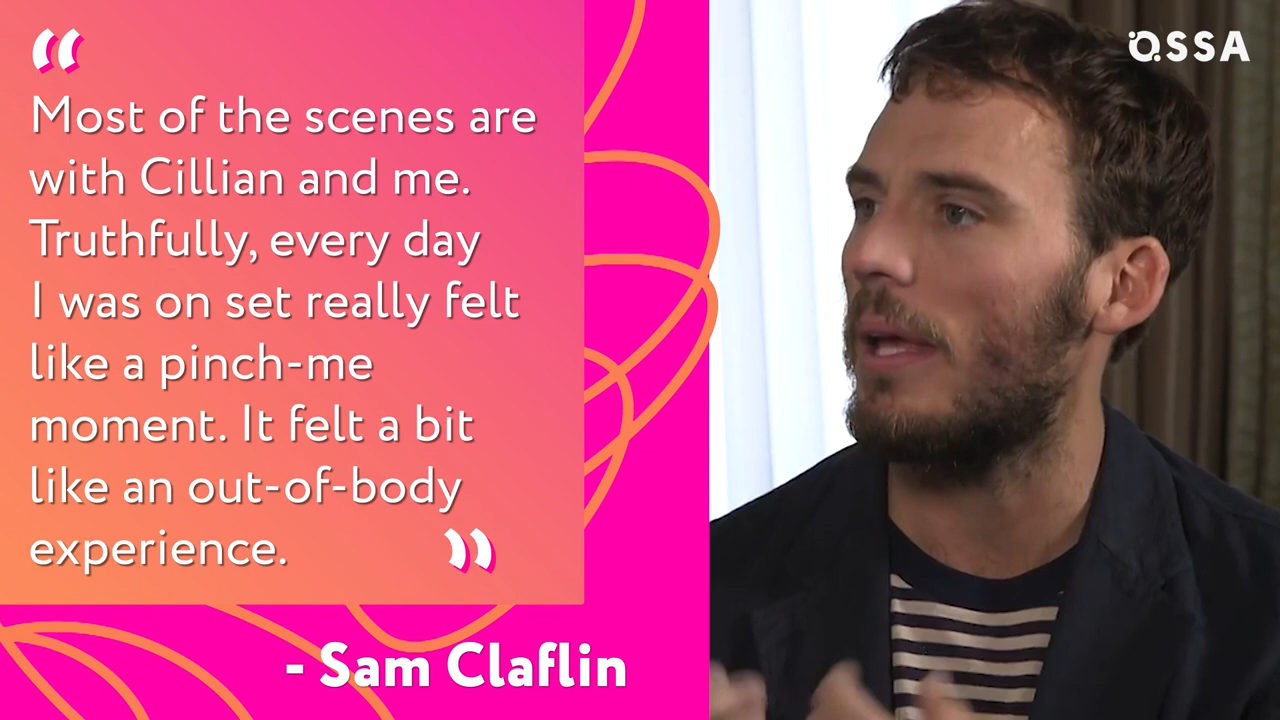 “
Most of the scenes are
with Cillian and me.
Truthfully, every day
I was on set really felt
like a pinch-me
moment. It felt a bit
like an out-of-body
experience. ”
- Sam Claflin
OSSA